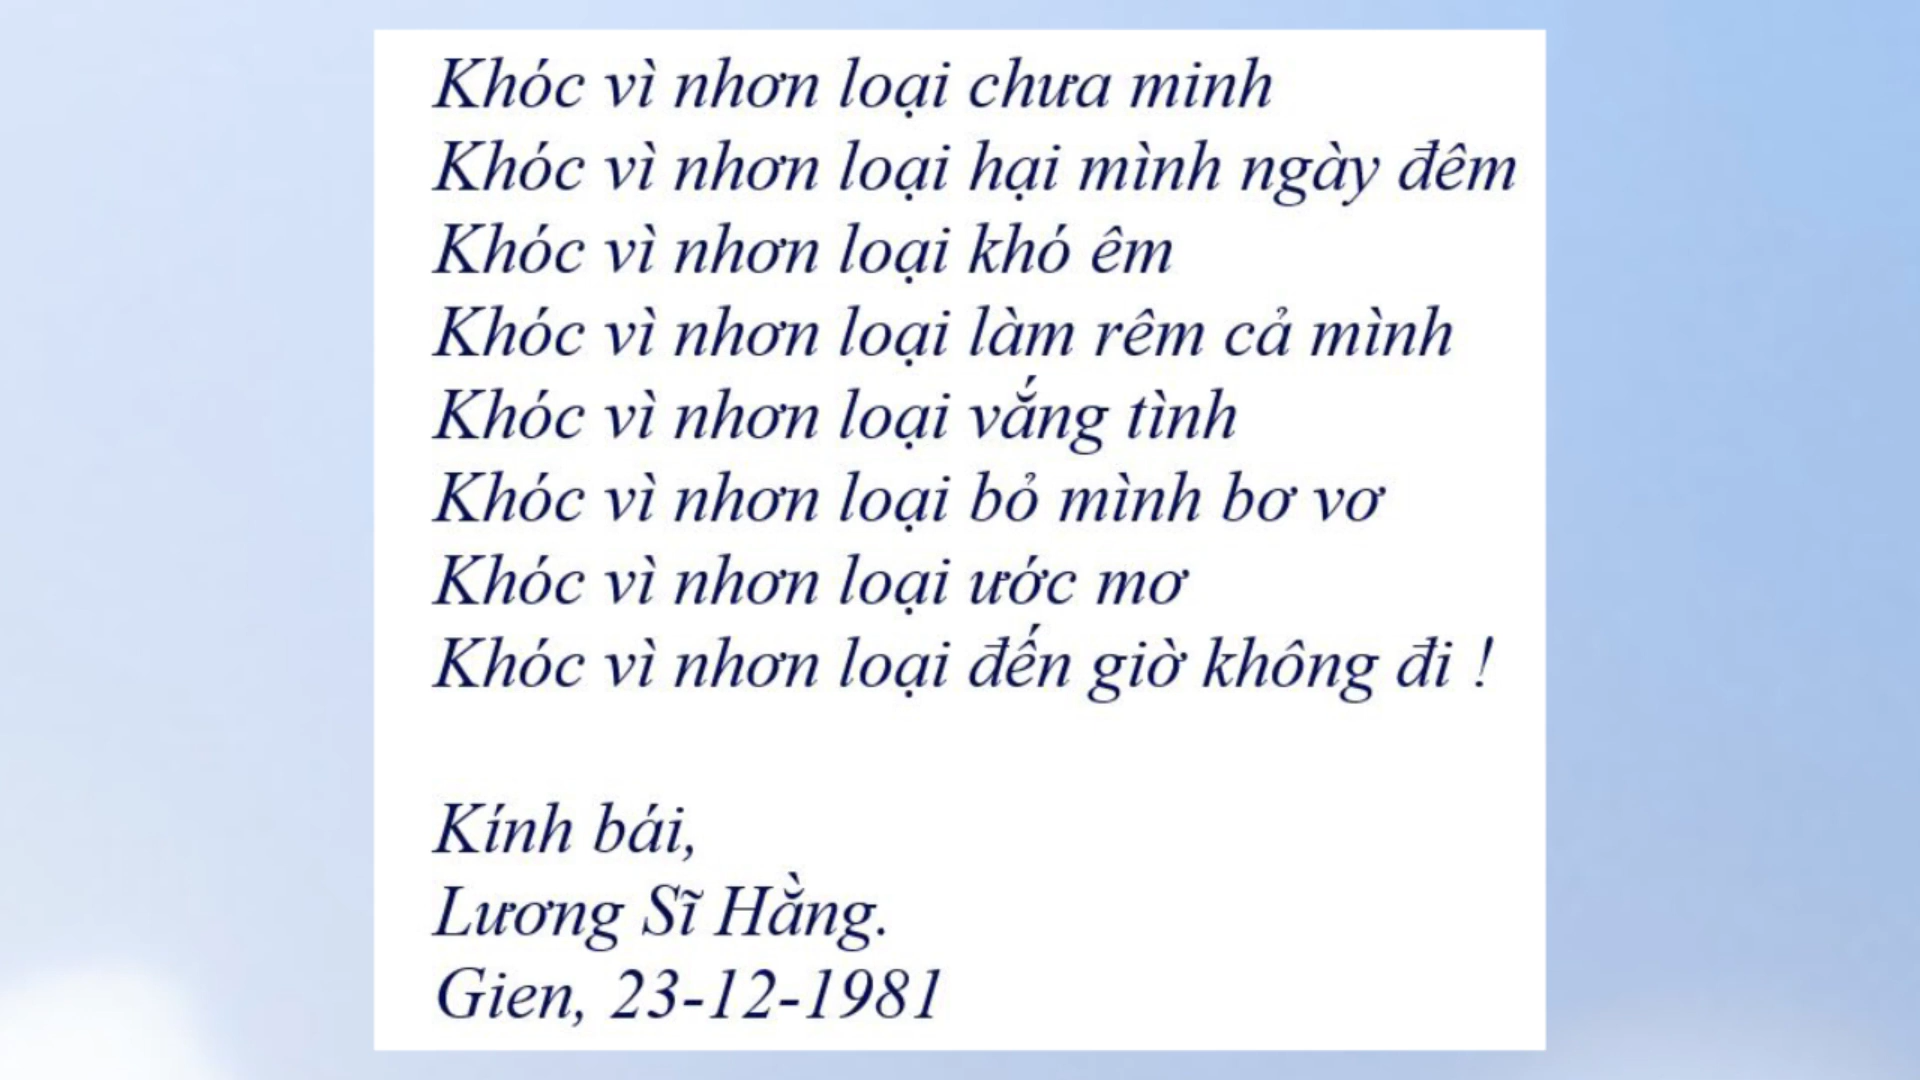 Khóc vì nhơn loại chưa minh
Khóc vì nhơn loại hại mình ngày đêm
Khóc vì nhơn loại khó êm
Khóc vì nhơn loại làm rêm cả mình
Khóc vì nhơn loại vắng tình
Khóc vì nhơn loại bỏ mình bơ vơ
Khóc vì nhơn loại ước mơ
Khóc vì nhơn loại đến giờ không đi !
Kính bái,
Lương Sĩ Hằng.
Gien, 23-12-1981